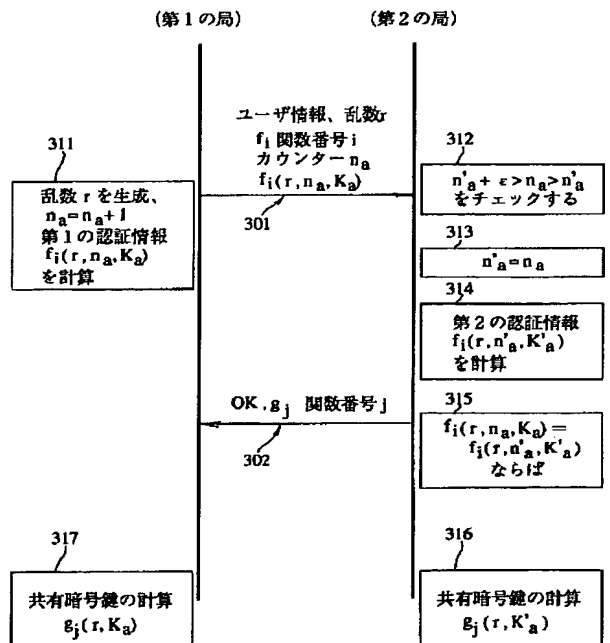 (第1の局)
(第2の局)
311
乱数 r を生成、
na=na+1
第1の認証情報
fi(r,na,Ka)
を計算
ユーザ情報、乱数r
fi 関数番号 i
カウンター na
fi(r,na,Ka)
301
312
n'a + ε>na>n'a
をチェックする
313
n'a=na
314
第2の認証情報
fi(r,n'a,K'a)
を計算
OK,gj 関数番号 j
302
315
fi(r,na,Ka)=
fi(r,n'a,K'a)
ならば
317
共有暗号鍵の計算
gj(r,Ka)
316
共有暗号鍵の計算
gj(r,K'a)